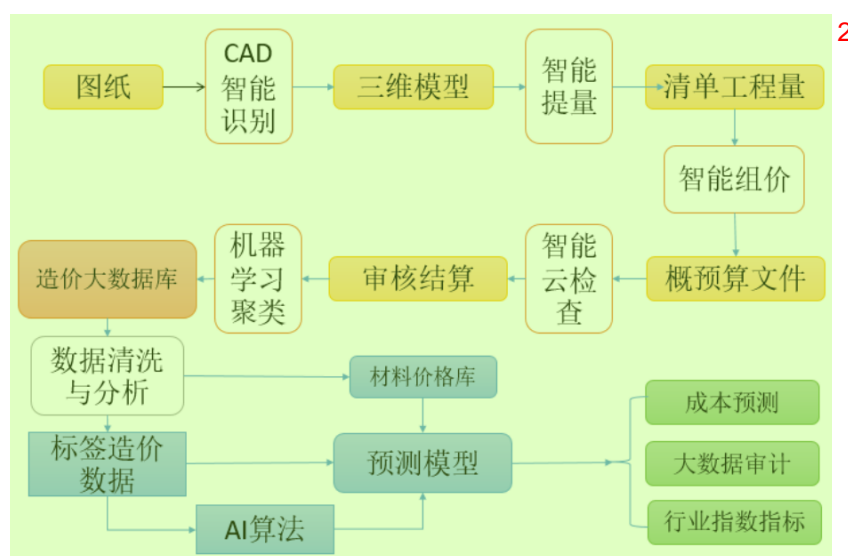 2
图纸
CAD
智能
识别
三维模型
智能
提量
清单工程量
智能组价
造价大数据库
机器
学习
聚类
审核结算
智能
云检查
概预算文件
数据清洗
与分析
材料价格库
成本预测
标签造价
数据
预测模型
大数据审计
AI算法
行业指数指标